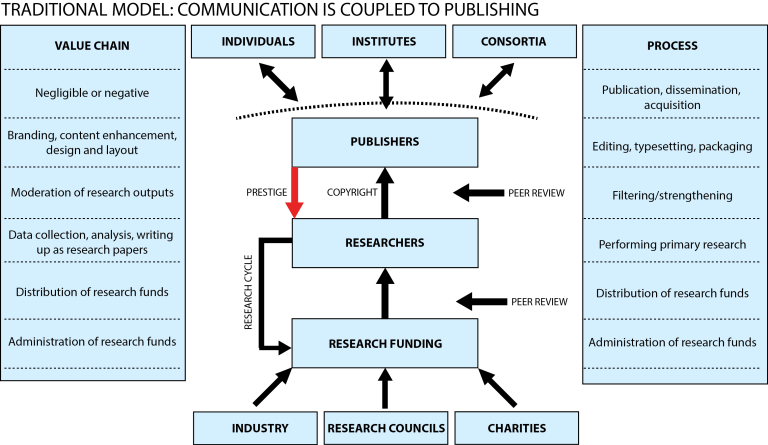 TRADITIONAL MODEL: COMMUNICATION IS COUPLED TO PUBLISHING
VALUE CHAIN
Negligible or negative
Branding, content enhancement,
design and layout
Moderation of research outputs
Data collection, analysis, writing
up as research papers
Distribution of research funds
Administration of research funds
INDIVIDUALS
INSTITUTES
CONSORTIA
PUBLISHERS
PRESTIGE
COPYRIGHT
PEER REVIEW
RESEARCHERS
RESEARCH CYCLE
PEER REVIEW
RESEARCH FUNDING
INDUSTRY
RESEARCH COUNCILS
CHARITIES
PROCESS
Publication, dissemination,
acquisition
Editing, typesetting, packaging
Filtering/strengthening
Performing primary research
Distribution of research funds
Administration of research funds